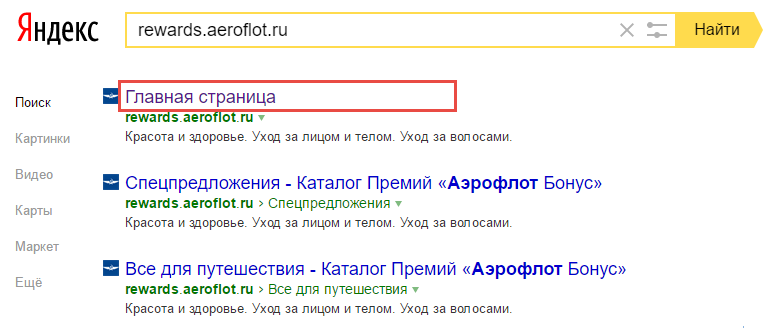 Яндекс
rewards.aeroflot.ru
Найти
Поиск
Картинки
Видео
Карты
Маркет
Ещё
Главная страница
rewards.aeroflot.ru
Красота и здоровье. Уход за лицом и телом. Уход за волосами.
Спецпредложения - Каталог Премий «Аэрофлот Бонус»
rewards.aeroflot.ru › Спецпредложения
Красота и здоровье. Уход за лицом и телом. Уход за волосами.
Все для путешествия - Каталог Премий «Аэрофлот Бонус»
rewards.aeroflot.ru › Все для путешествия
Красота и здоровье. Уход за лицом и телом. Уход за волосами.